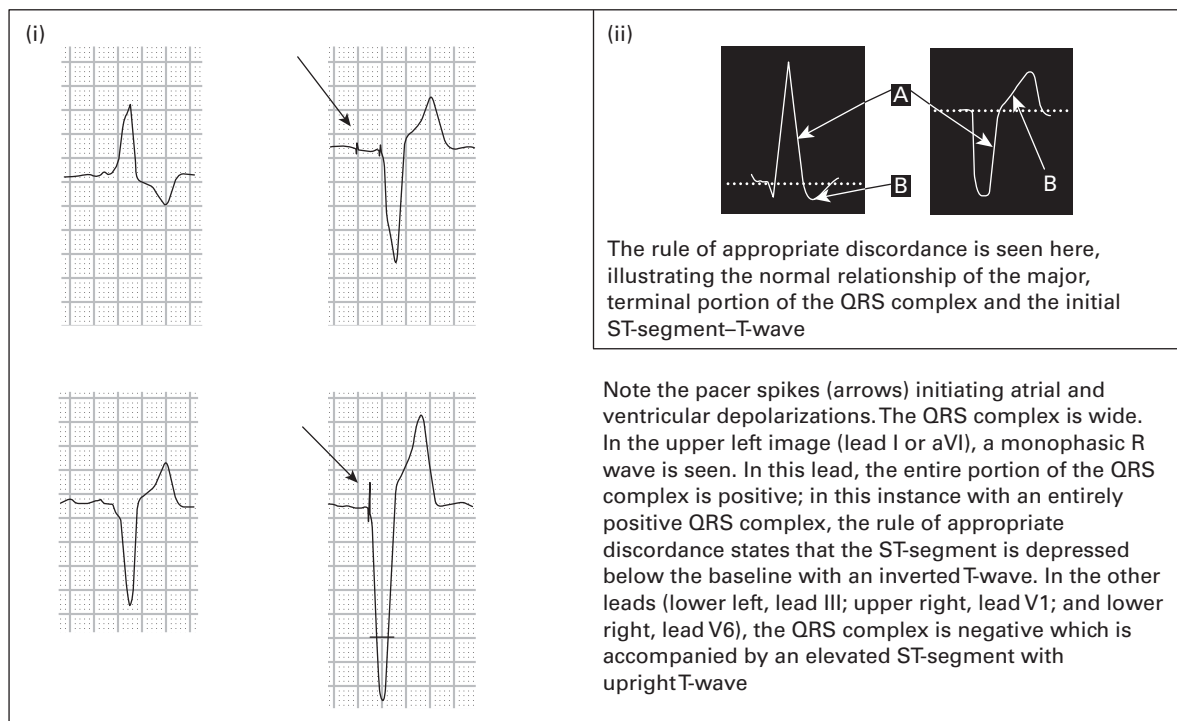 (i)
(ii)
A
B
B
The rule of appropriate discordance is seen here,
illustrating the normal relationship of the major,
terminal portion of the QRS complex and the initial
ST-segment–T-wave
Note the pacer spikes (arrows) initiating atrial and
ventricular depolarizations. The QRS complex is wide.
In the upper left image (lead I or aVl), a monophasic R
wave is seen. In this lead, the entire portion of the QRS
complex is positive; in this instance with an entirely
positive QRS complex, the rule of appropriate
discordance states that the ST-segment is depressed
below the baseline with an inverted T-wave. In the other
leads (lower left, lead III; upper right, lead V1; and lower
right, lead V6), the QRS complex is negative which is
accompanied by an elevated ST-segment with
upright T-wave